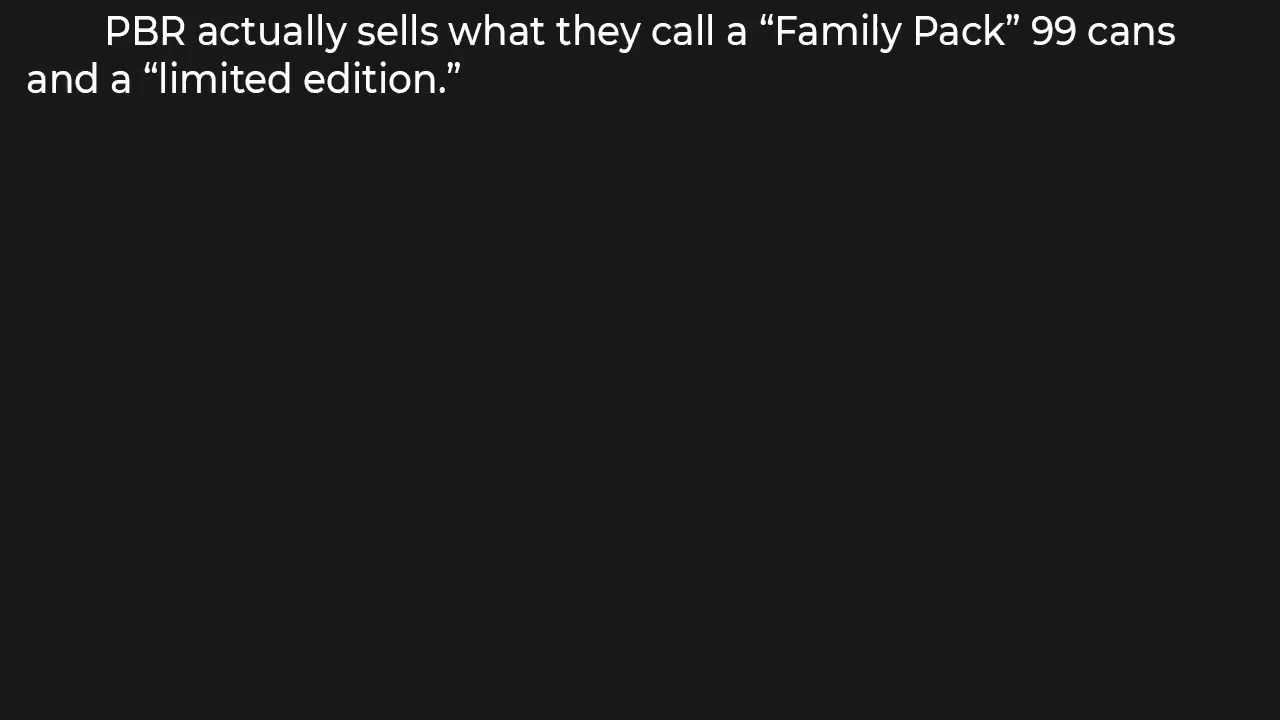 PBR actually sells what they call a “Family Pack” 99 cans
and a “limited edition.”